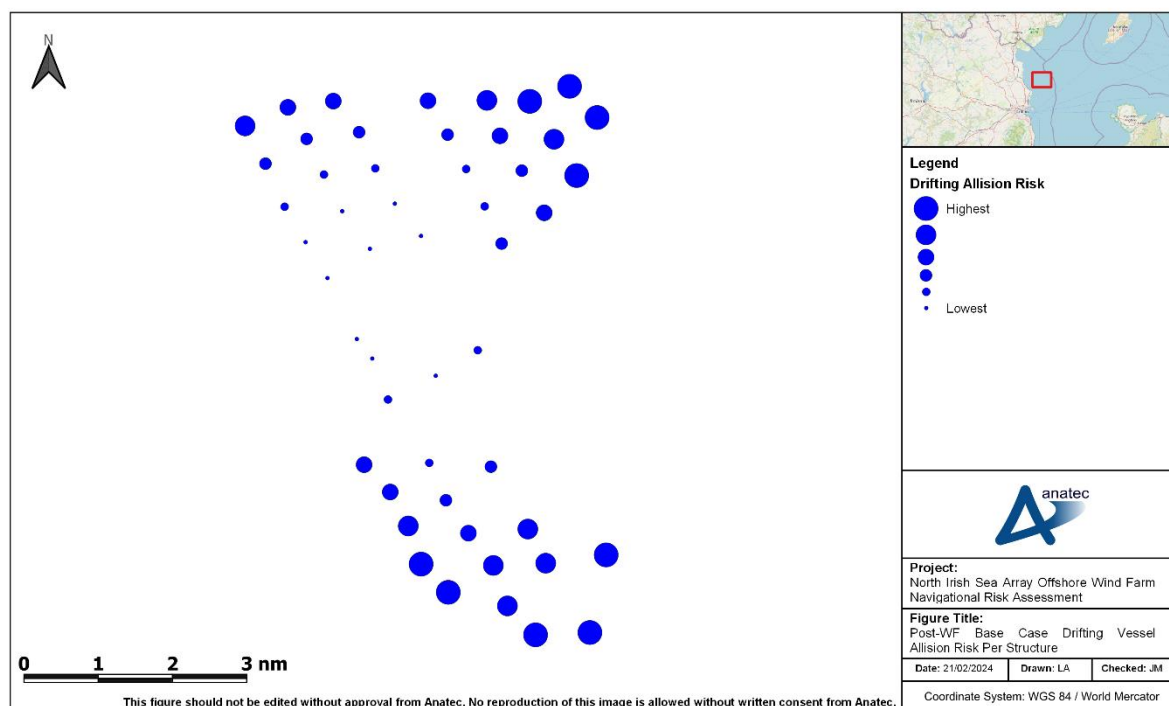 N
0 1 2 3 nm
This figure should not be edited without approval from Anatec. No reproduction of this image is allowed without written consent from Anatec.
Legend
Drifting Allision Risk
Highest
Lowest
anatec
Project:
North Irish Sea Array Offshore Wind Farm
Navigational Risk Assessment
Figure Title:
Post-WF Base Case Drifting Vessel
Allision Risk Per Structure
Date: 21/02/2024 Drawn: LA Checked: JM
Coordinate System: WGS 84 / World Mercator